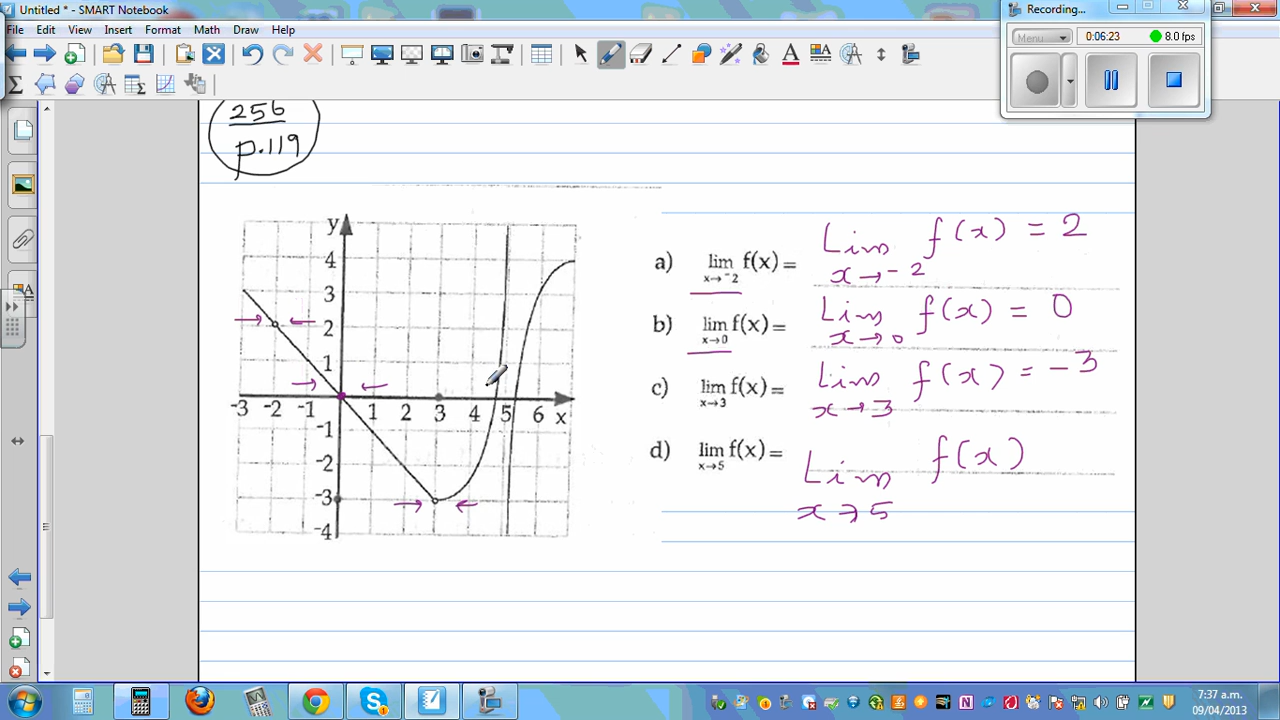 Untitled * - SMART Notebook
Recording...
File Edit View Insert Format Math Draw Help
Menu 0:06:23 8.0 fps
256
p.119
y
4
3
2
1
-3 -2 -1 1 2 3 4 5 6 x
-1
-2
-3
-4
a) lim f(x)=
x→-2
Lim f(x) = 2
x→-2
b) lim f(x)=
x→0
Lim f(x) = 0
x→0
c) lim f(x)=
x→3
Lim f(x) = -3
x→3
d) lim f(x)=
x→5
Lim f(x)
x→5
7:37 a.m.
09/04/2013